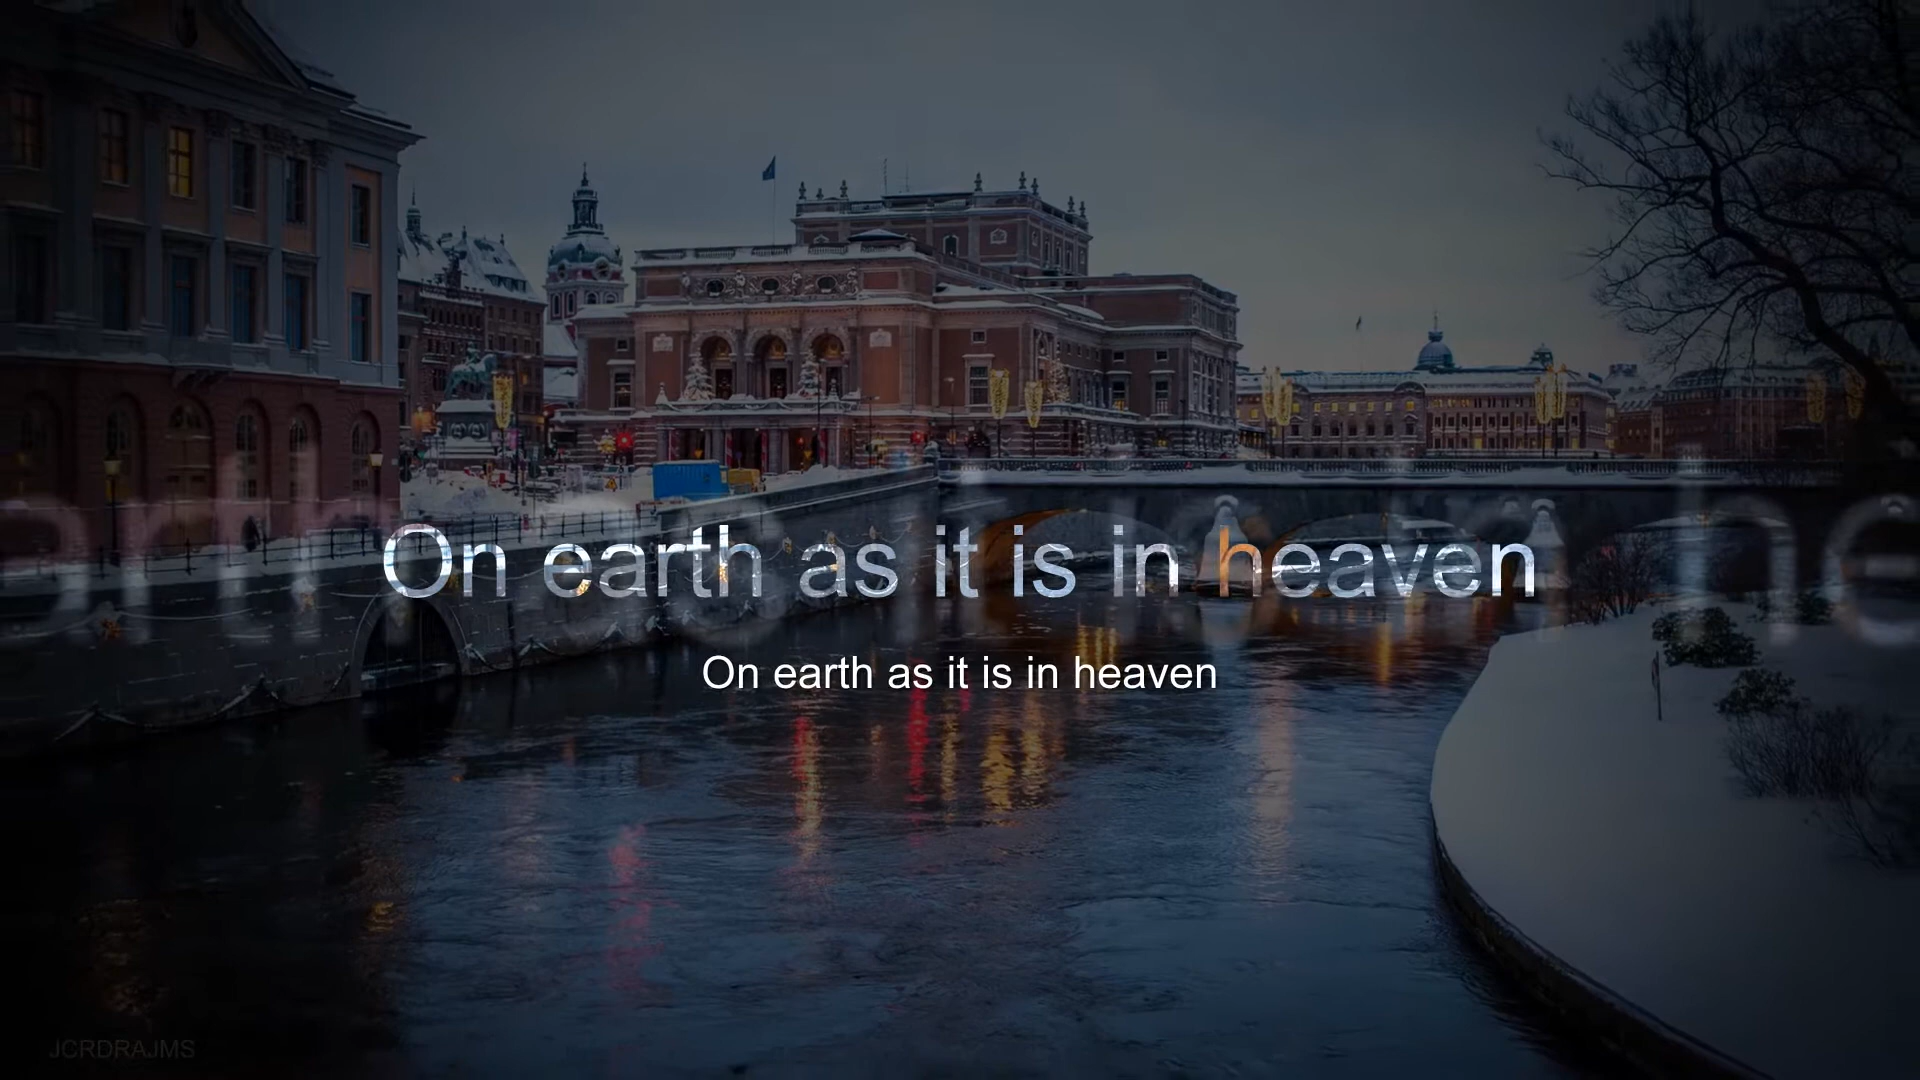 On earth as it is in heaven
On earth as it is in heaven
JCRDRAJMS